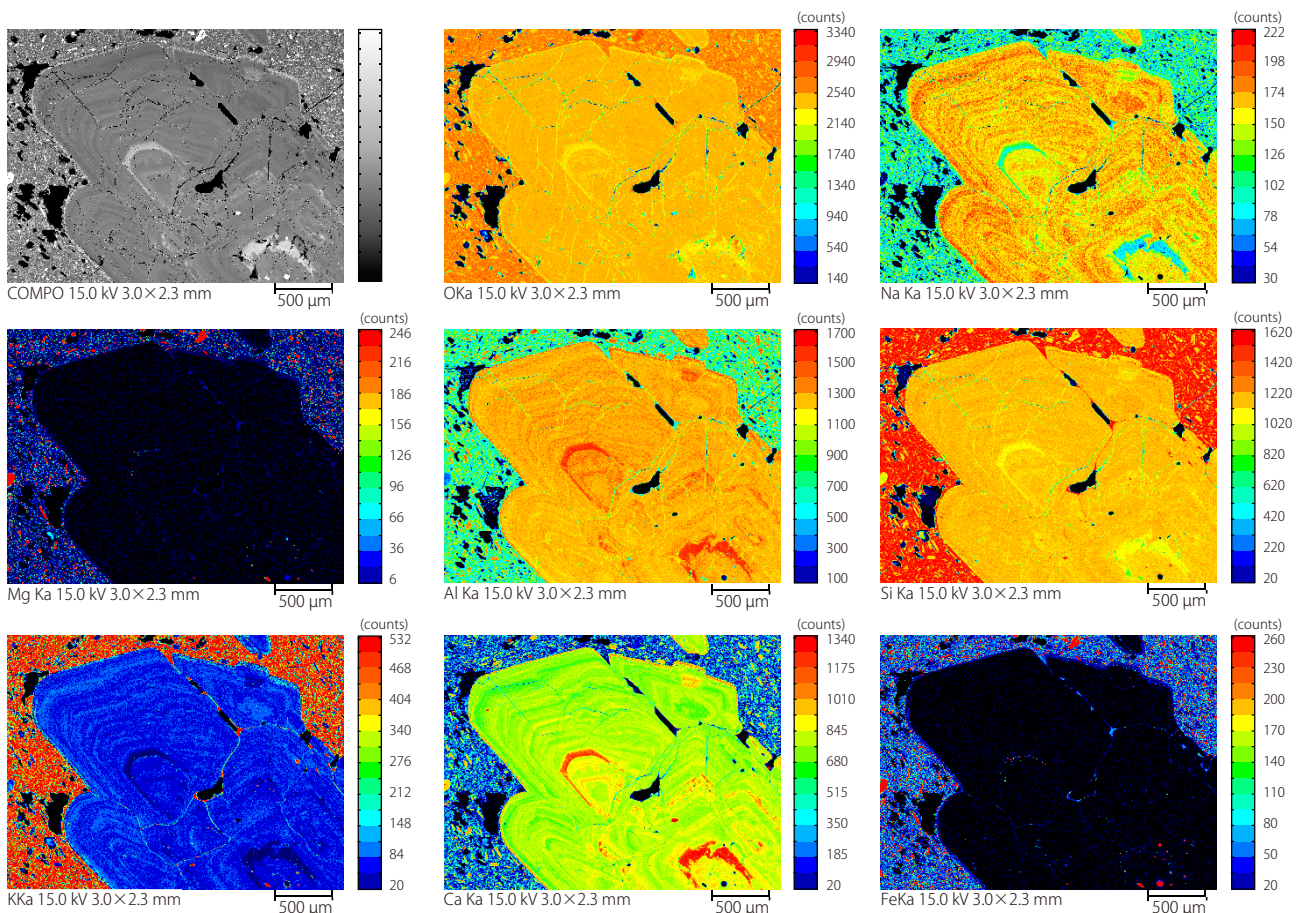 (counts)
3340
2940
2540
2140
1740
1340
940
540
140
(counts)
222
198
174
150
126
102
78
54
30
COMPO 15.0 kV 3.0×2.3 mm
500 μm
OKa 15.0 kV 3.0×2.3 mm
500 μm
Na Ka 15.0 kV 3.0×2.3 mm
500 μm
(counts)
246
216
186
156
126
96
66
36
6
(counts)
1700
1500
1300
1100
900
700
500
300
100
(counts)
1620
1420
1220
1020
820
620
420
220
20
Mg Ka 15.0 kV 3.0×2.3 mm
500 μm
Al Ka 15.0 kV 3.0×2.3 mm
500 μm
Si Ka 15.0 kV 3.0×2.3 mm
500 μm
(counts)
532
468
404
340
276
212
148
84
20
(counts)
1340
1175
1010
845
680
515
350
185
20
(counts)
260
230
200
170
140
110
80
50
20
KKa 15.0 kV 3.0×2.3 mm
500 μm
Ca Ka 15.0 kV 3.0×2.3 mm
500 μm
FeKa 15.0 kV 3.0×2.3 mm
500 μm